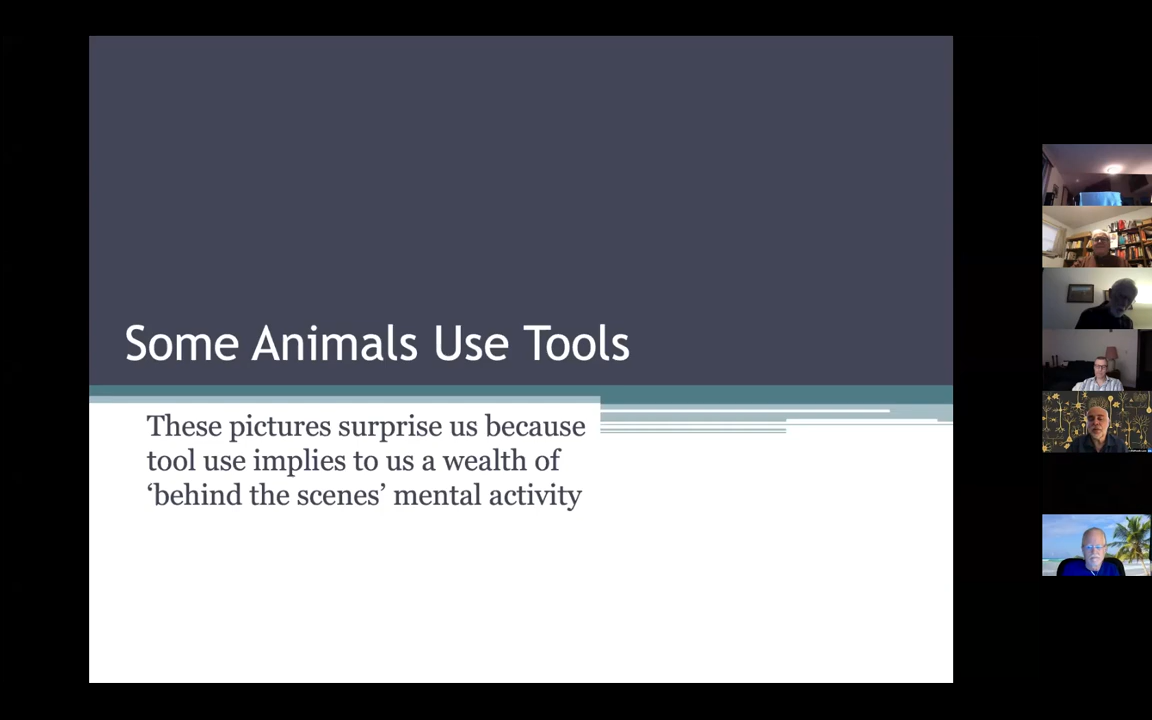 Some Animals Use Tools
These pictures surprise us because
tool use implies to us a wealth of
‘behind the scenes’ mental activity